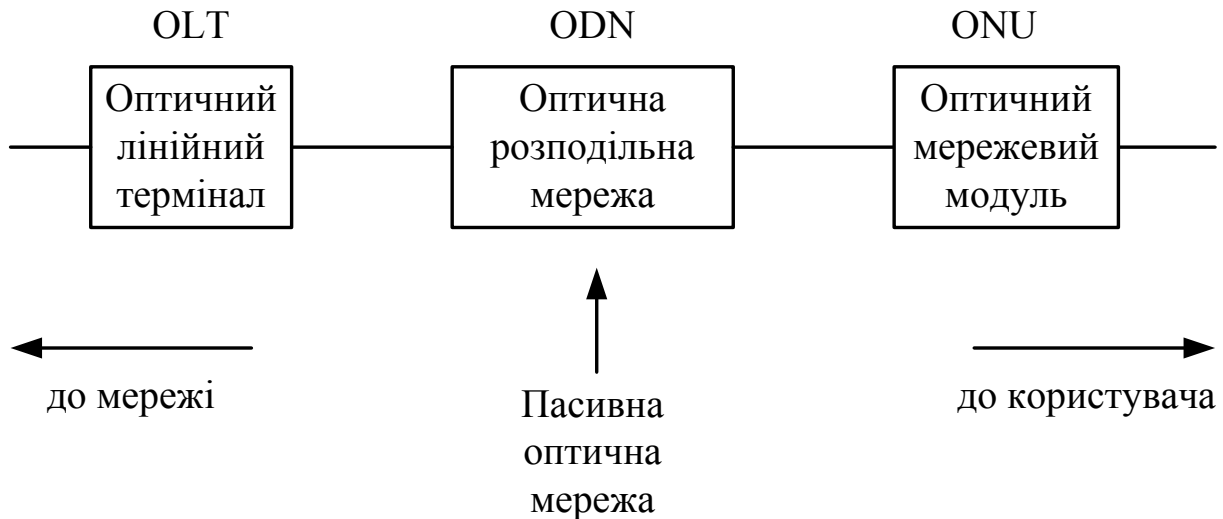 OLT
ODN
ONU
Оптичний
лінійний
термінал
Оптична
розподільна
мережа
Оптичний
мережевий
модуль
до мережі
Пасивна
оптична
мережа
до користувача